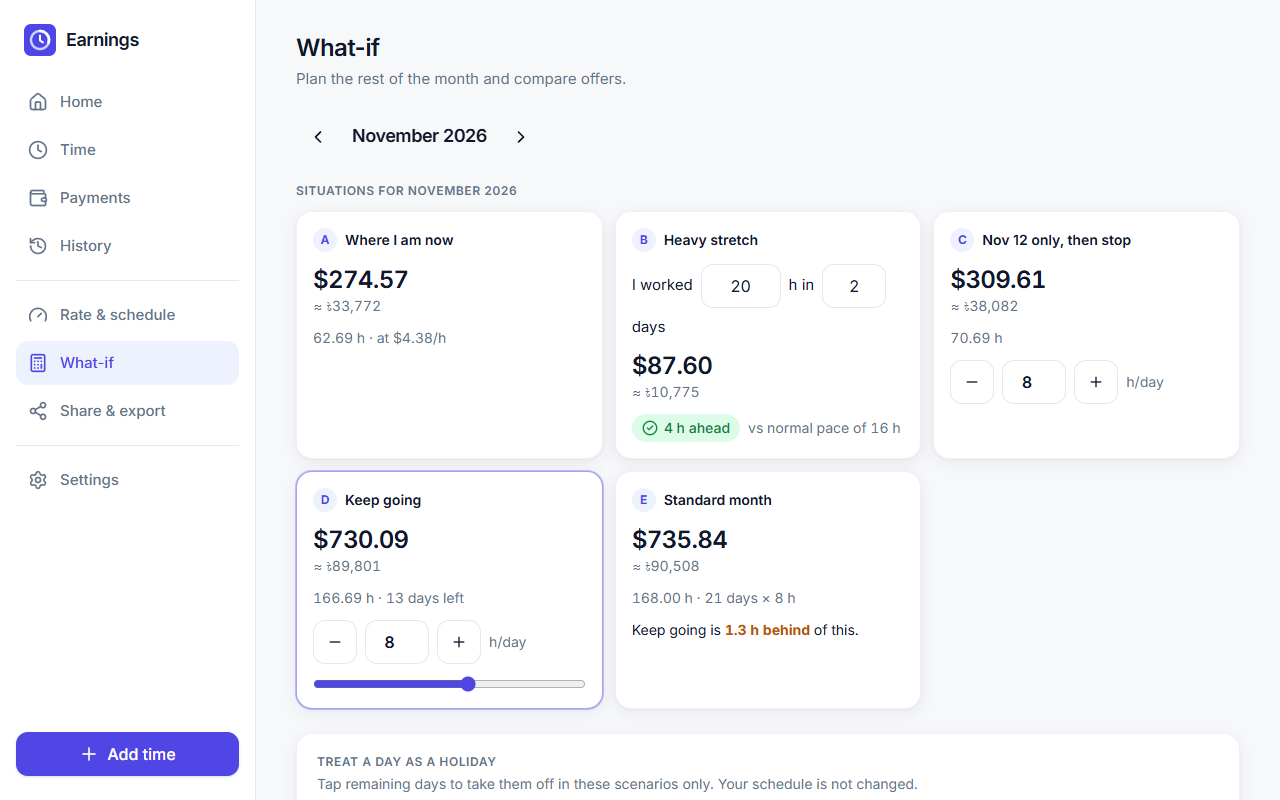 Earnings
Home
Time
Payments
History
Rate & schedule
What-if
Share & export
Settings
Add time
What-if
Plan the rest of the month and compare offers.
November 2026
SITUATIONS FOR NOVEMBER 2026
A Where I am now
$274.57
≈ ৳33,772
62.69 h · at $4.38/h
B Heavy stretch
I worked 20 h in 2
days
$87.60
≈ ৳10,775
4 h ahead vs normal pace of 16 h
C Nov 12 only, then stop
$309.61
≈ ৳38,082
70.69 h
− 8 + h/day
D Keep going
$730.09
≈ ৳89,801
166.69 h · 13 days left
− 8 + h/day
E Standard month
$735.84
≈ ৳90,508
168.00 h · 21 days × 8 h
Keep going is 1.3 h behind of this.
TREAT A DAY AS A HOLIDAY
Tap remaining days to take them off in these scenarios only. Your schedule is not changed.